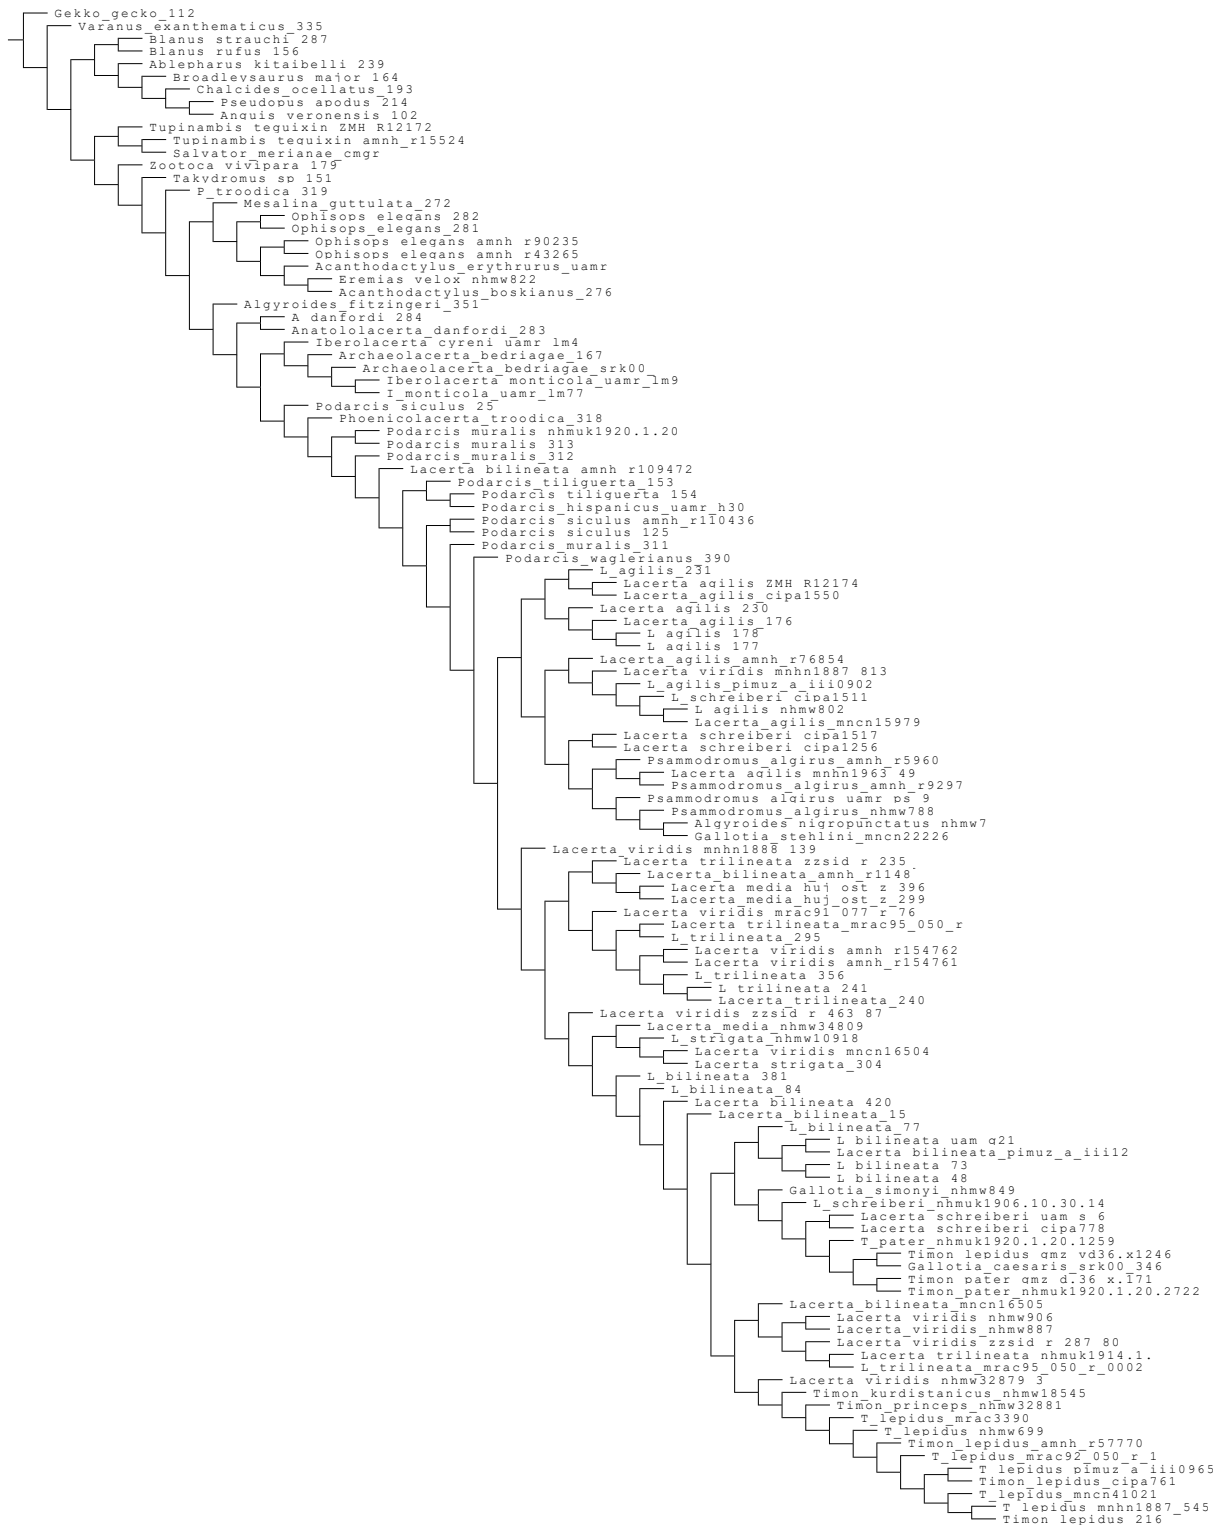 Gekko_gecko_112
Varanus_exanthematicus_335
Blanus_strauchi_287
Blanus_rufus_156
Ablepharus_kitaibelli_239
Broadleysaurus_major_164
Chalcides_ocellatus_193
Pseudopus_apodus_214
Anguis_veronensis_102
Tupinambis_teguixin_ZMH_R12172
Tupinambis_teguixin_amnh_r15524
Salvator_merianae_cmgr
Zootoca_vivipara_179
Takydromus_sp_151
P_troodica_319
Mesalina_guttulata_272
Ophisops_elegans_282
Ophisops_elegans_281
Ophisops_elegans_amnh_r90235
Ophisops_elegans_amnh_r43265
Acanthodactylus_erythrurus_uamr
Eremias_velox_nhmw822
Acanthodactylus_boskianus_276
Algyroides_fitzingeri_351
A_danfordi_284
Anatololacerta_danfordi_283
Iberolacerta_cyreni_uamr_lm4
Archaeolacerta_bedriagae_167
Archaeolacerta_bedriagae_srk00_
Iberolacerta_monticola_uamr_lm9
I_monticola_uamr_lm77
Podarcis_siculus_25
Phoenicolacerta_troodica_318
Podarcis_muralis_nhmuk1920.1.20
Podarcis_muralis_313
Podarcis_muralis_312
Lacerta_bilineata_amnh_r109472
Podarcis_tiliguerta_153
Podarcis_tiliguerta_154
Podarcis_hispanicus_uamr_h30
Podarcis_siculus_amnh_r110436
Podarcis_siculus_125
Podarcis_muralis_311
Podarcis_waglerianus_390
L_agilis_231
Lacerta_agilis_ZMH_R12174
Lacerta_agilis_cipa1550
Lacerta_agilis_230
Lacerta_agilis_176
L_agilis_178
L_agilis_177
Lacerta_agilis_amnh_r76854
Lacerta_viridis_mnhn1887_813
L_agilis_pimuz_a_iii0902
L_schreiberi_cipa1511
L_agilis_nhmw802
Lacerta_agilis_mncn15979
Lacerta_schreiberi_cipa1517
Lacerta_schreiberi_cipa1256
Psammodromus_algirus_amnh_r5960
Lacerta_agilis_mnhn1963_49
Psammodromus_algirus_amnh_r9297
Psammodromus_algirus_uamr_ps_9
Psammodromus_algirus_nhmw788
Algyroides_nigropunctatus_nhmw7
Gallotia_stehlini_mncn22226
Lacerta_viridis_mnhn1888_139
Lacerta_trilineata_zzsid_r_235_
Lacerta_bilineata_amnh_r1148
Lacerta_media_huj_ost_z_396
Lacerta_media_huj_ost_z_299
Lacerta_viridis_mrac91_077_r_76
Lacerta_trilineata_mrac95_050_r
L_trilineata_295
Lacerta_viridis_amnh_r154762
Lacerta_viridis_amnh_r154761
L_trilineata_356
L_trilineata_241
Lacerta_trilineata_240
Lacerta_viridis_zzsid_r_463_87
Lacerta_media_nhmw34809
L_strigata_nhmw10918
Lacerta_viridis_mncn16504
Lacerta_strigata_304
L_bilineata_381
L_bilineata_84
Lacerta_bilineata_420
Lacerta_bilineata_15
L_bilineata_77
L_bilineata_uam_g21
Lacerta_bilineata_pimuz_a_iii12
L_bilineata_73
L_bilineata_48
Gallotia_simonyi_nhmw849
L_schreiberi_nhmuk1906.10.30.14
Lacerta_schreiberi_uam_s_6
Lacerta_schreiberi_cipa778
T_pater_nhmuk1920.1.20.1259
Timon_lepidus_gmz_vd36.x1246
Gallotia_caesaris_srk00_346
Timon_pater_gmz_d.36_x.171
Timon_pater_nhmuk1920.1.20.2722
Lacerta_bilineata_mncn16505
Lacerta_viridis_nhmw906
Lacerta_viridis_nhmw887
Lacerta_viridis_zzsid_r_287_80
Lacerta_trilineata_nhmuk1914.1.
L_trilineata_mrac95_050_r_0002
Lacerta_viridis_nhmw32879_3
Timon_kurdistanicus_nhmw18545
Timon_princeps_nhmw32881
T_lepidus_mrac3390
T_lepidus_nhmw699
Timon_lepidus_amnh_r57770
T_lepidus_mrac92_050_r_1
T_lepidus_pimuz_a_iii0965
Timon_lepidus_cipa761
T_lepidus_mncn41021
T_lepidus_mnhn1887_545
Timon_lepidus_216